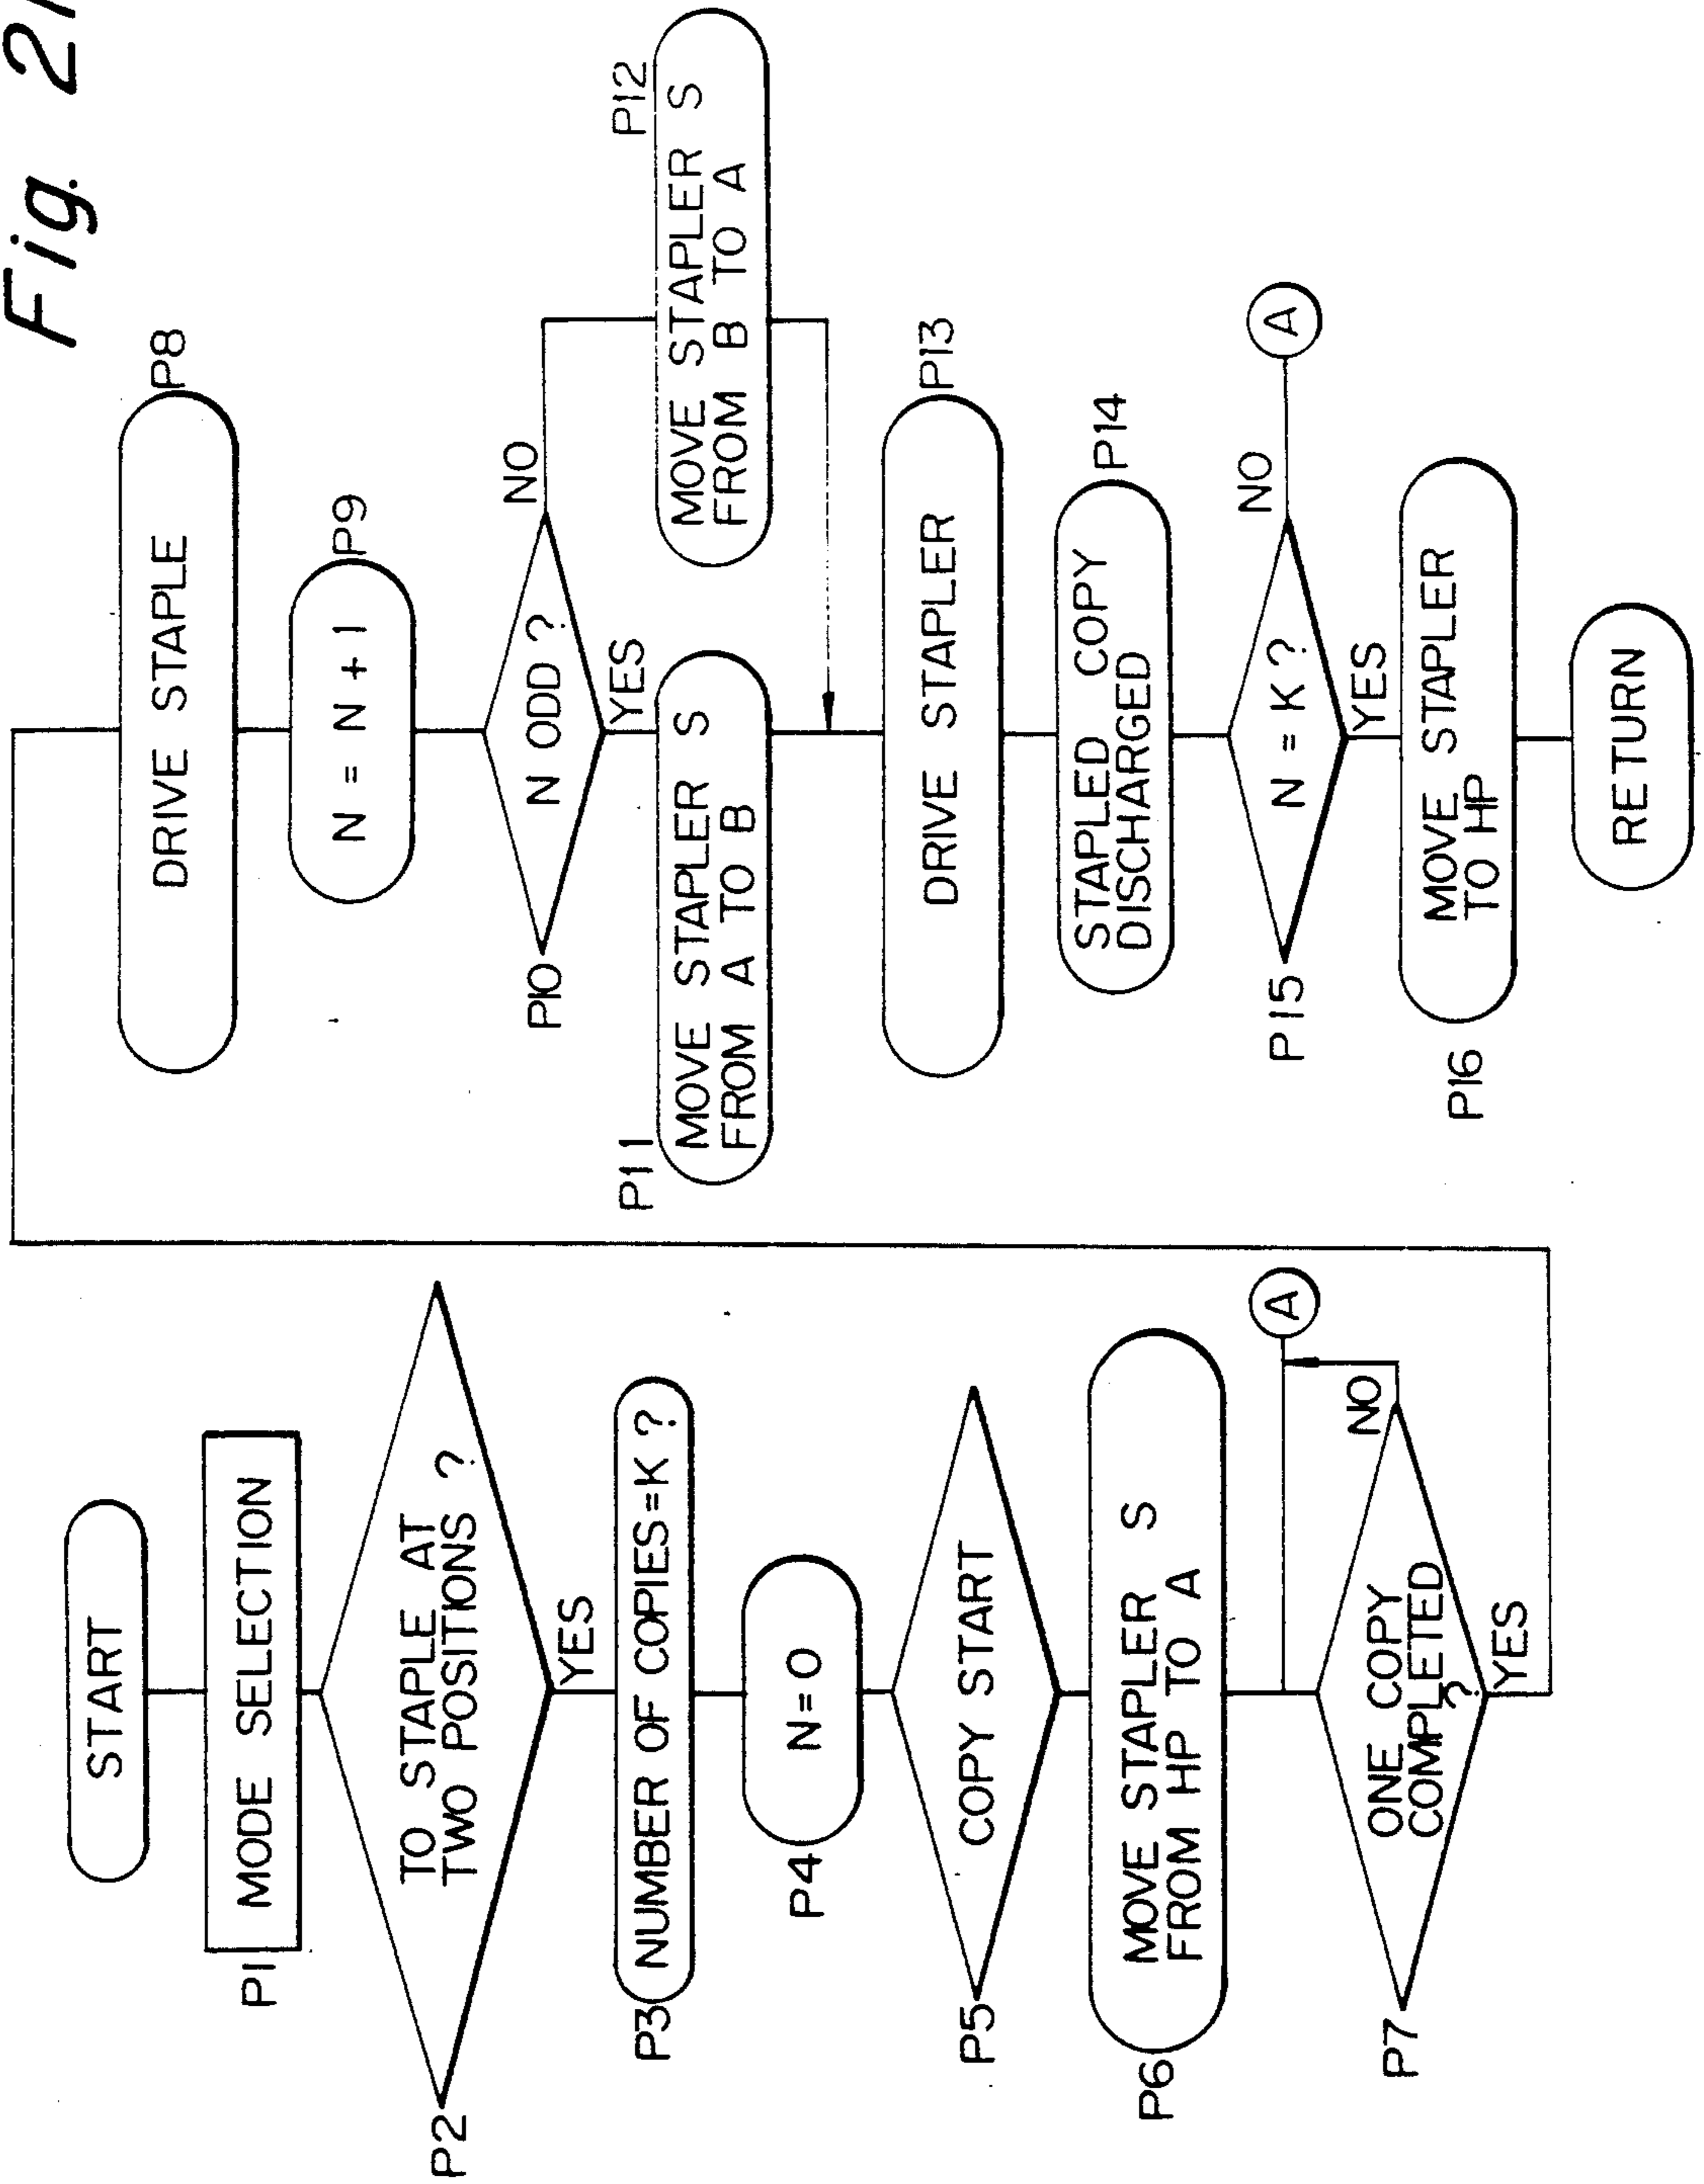 Fig. 21
START
P1
MODE SELECTION
P2
TO STAPLE AT
TWO POSITIONS ?
YES
P3
NUMBER OF COPIES=K ?
P4
N=0
P5
COPY START
P6
MOVE STAPLER S
FROM HP TO A
A
P7
ONE COPY
COMPLETED
?
NO
YES
DRIVE STAPLE
P8
N = N + 1
P9
P10
N ODD ?
NO
YES
P11
MOVE STAPLER S
FROM A TO B
P12
MOVE STAPLER S
FROM B TO A
DRIVE STAPLER
P13
STAPLED COPY
DISCHARGED
P14
P15
N = K ?
NO
A
YES
P16
MOVE STAPLER
TO HP
RETURN